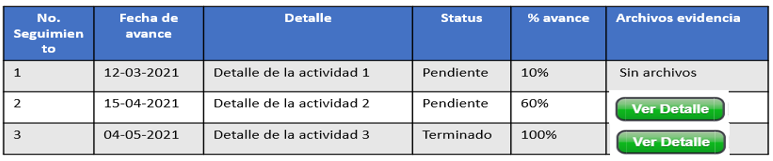 No. Seguimiento Fecha de avance Detalle Status % avance Archivos evidencia
1 12-03-2021 Detalle de la actividad 1 Pendiente 10% Sin archivos
2 15-04-2021 Detalle de la actividad 2 Pendiente 60% Ver Detalle
3 04-05-2021 Detalle de la actividad 3 Terminado 100% Ver Detalle